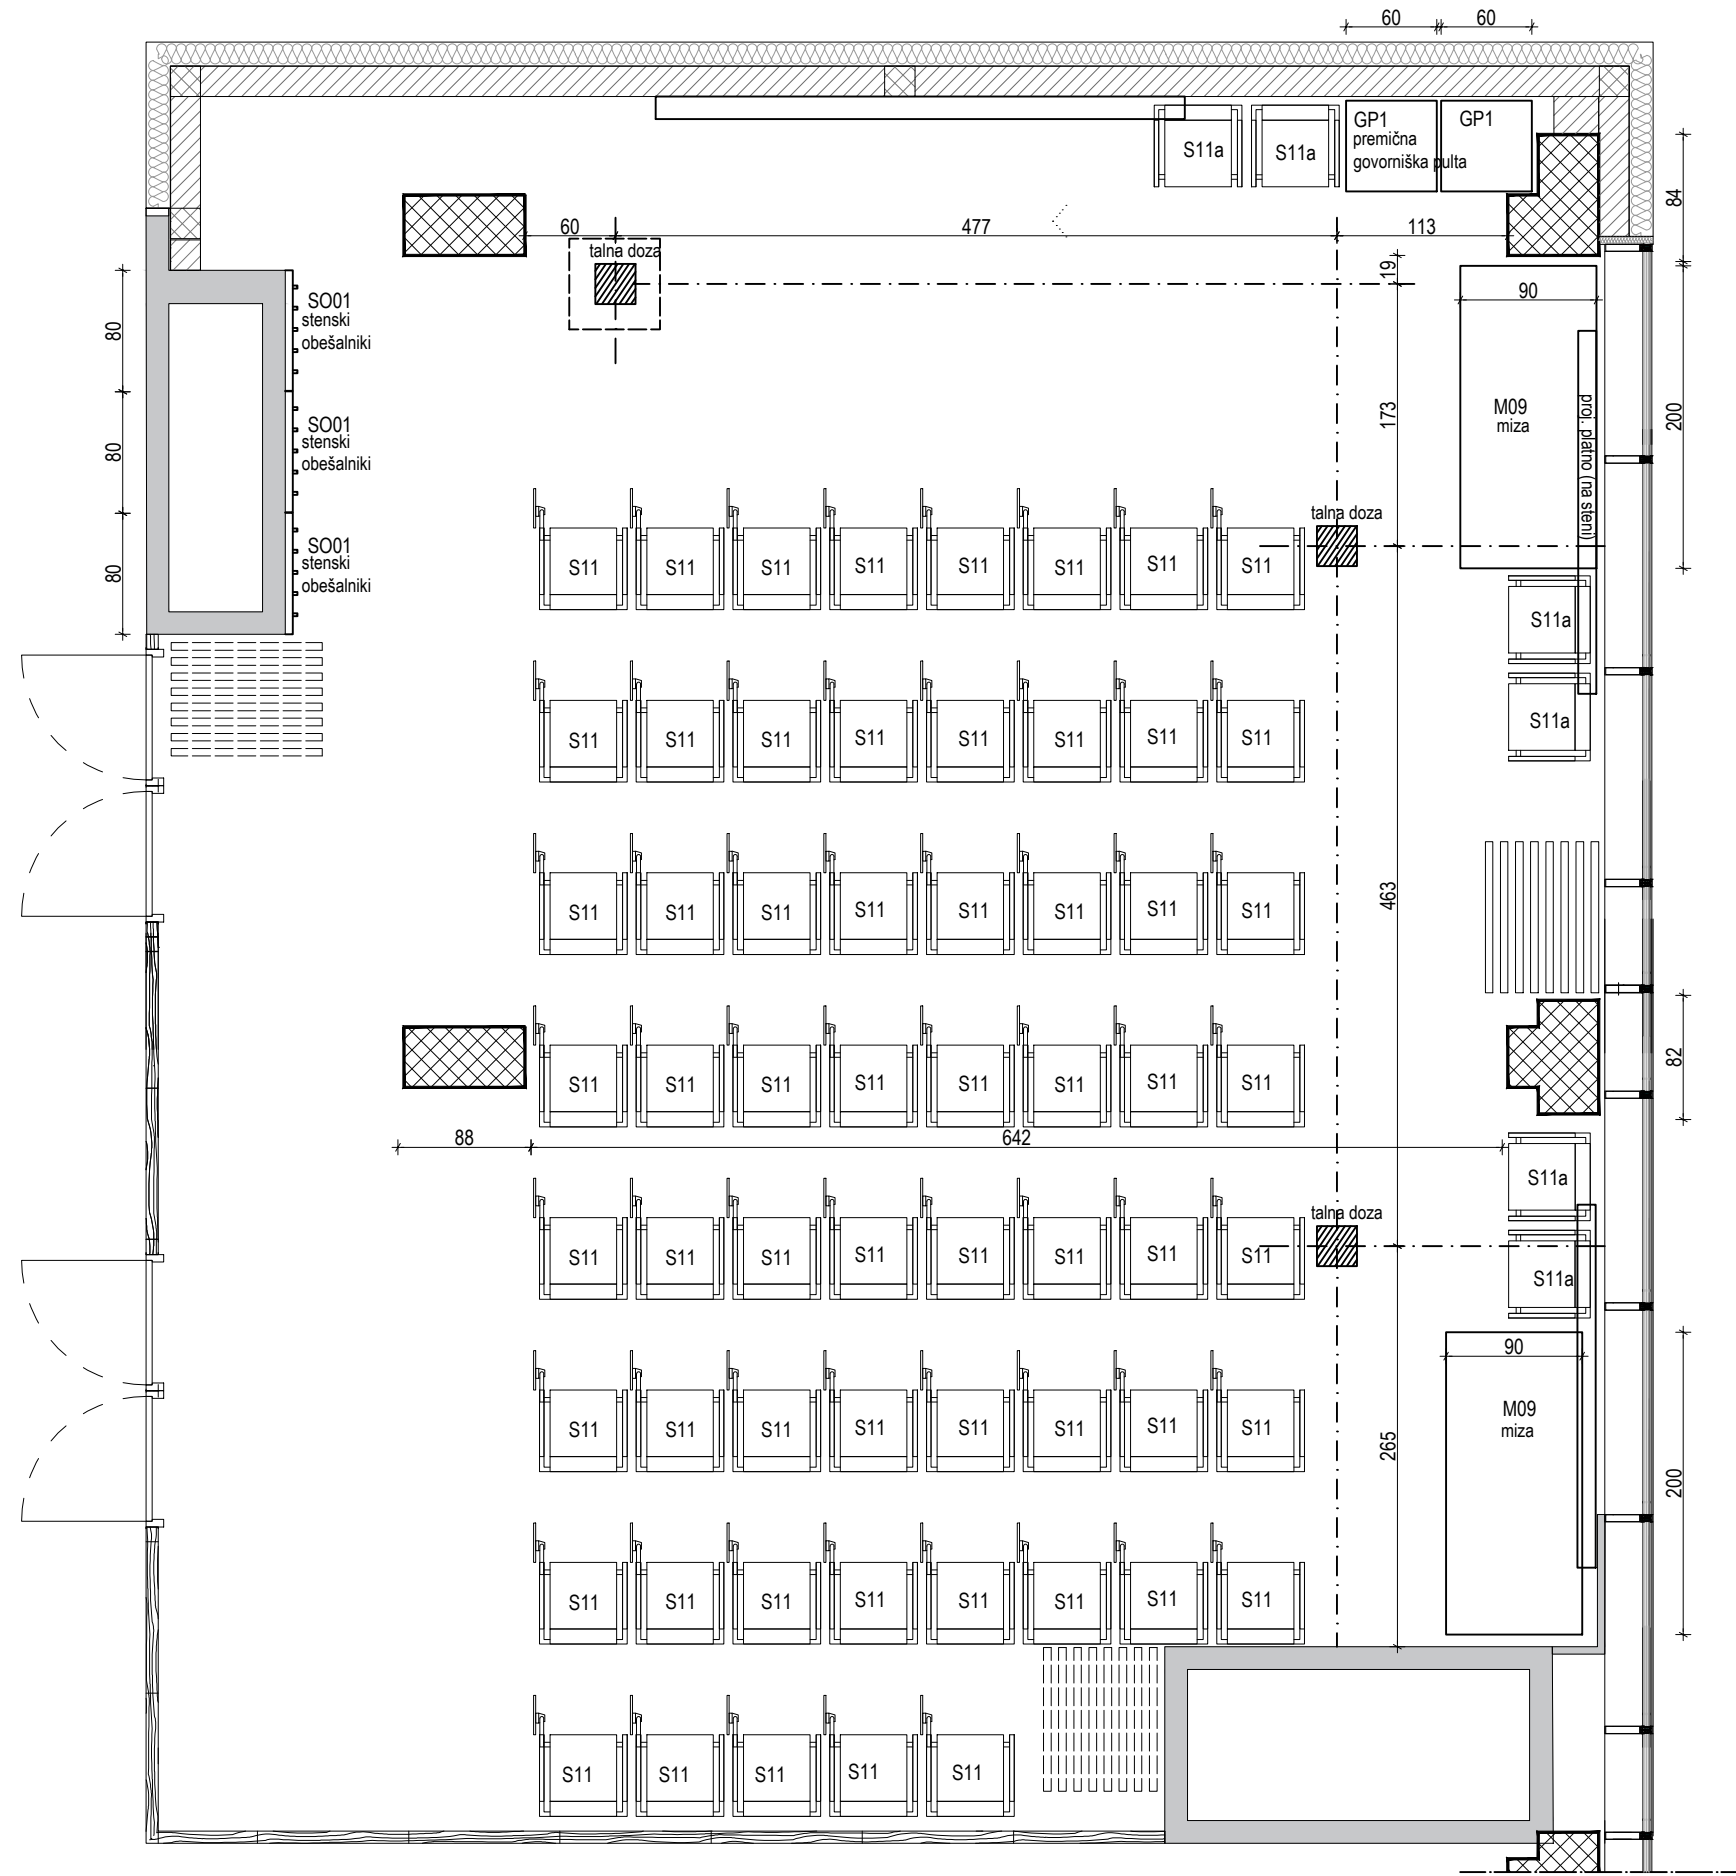 60 60
GP1 GP1
premična
govorniška pulta
S11a S11a
84
60 477 113
talna doza
19
90
SO01
stenski
obešalniki
80
173
M09
miza
200
proj. platno (na steni)
SO01
stenski
obešalniki
80
talna doza
SO01
stenski
obešalniki
80
S11 S11 S11 S11 S11 S11 S11 S11
S11a
S11a
S11 S11 S11 S11 S11 S11 S11 S11
463
S11 S11 S11 S11 S11 S11 S11 S11
82
S11 S11 S11 S11 S11 S11 S11 S11
88 642
S11a
talna doza
S11 S11 S11 S11 S11 S11 S11 S11
S11a
90
M09
miza
265
200
S11 S11 S11 S11 S11 S11 S11 S11
S11 S11 S11 S11 S11 S11 S11 S11
S11 S11 S11 S11 S11